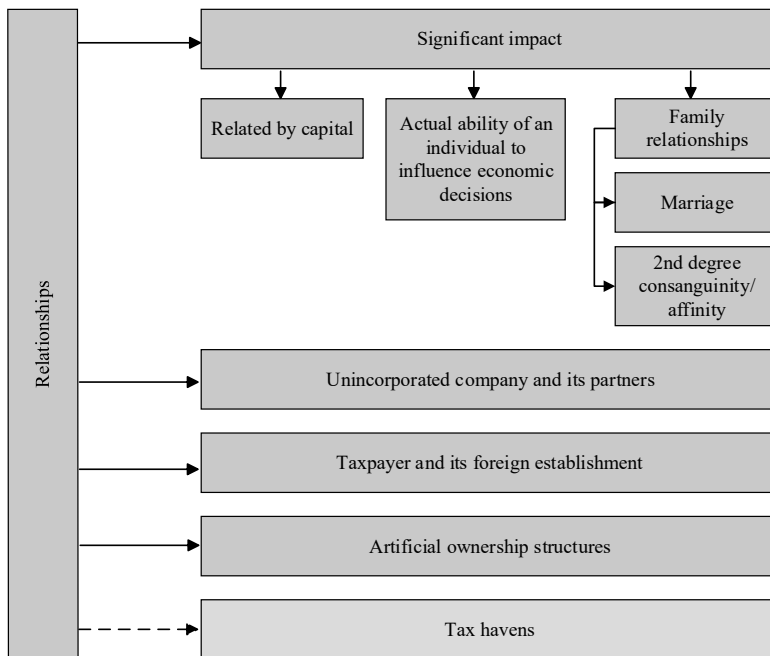 Relationships
Significant impact
Related by capital
Actual ability of an
individual to
influence economic
decisions
Family
relationships
Marriage
2nd degree
consanguinity/
affinity
Unincorporated company and its partners
Taxpayer and its foreign establishment
Artificial ownership structures
Tax havens